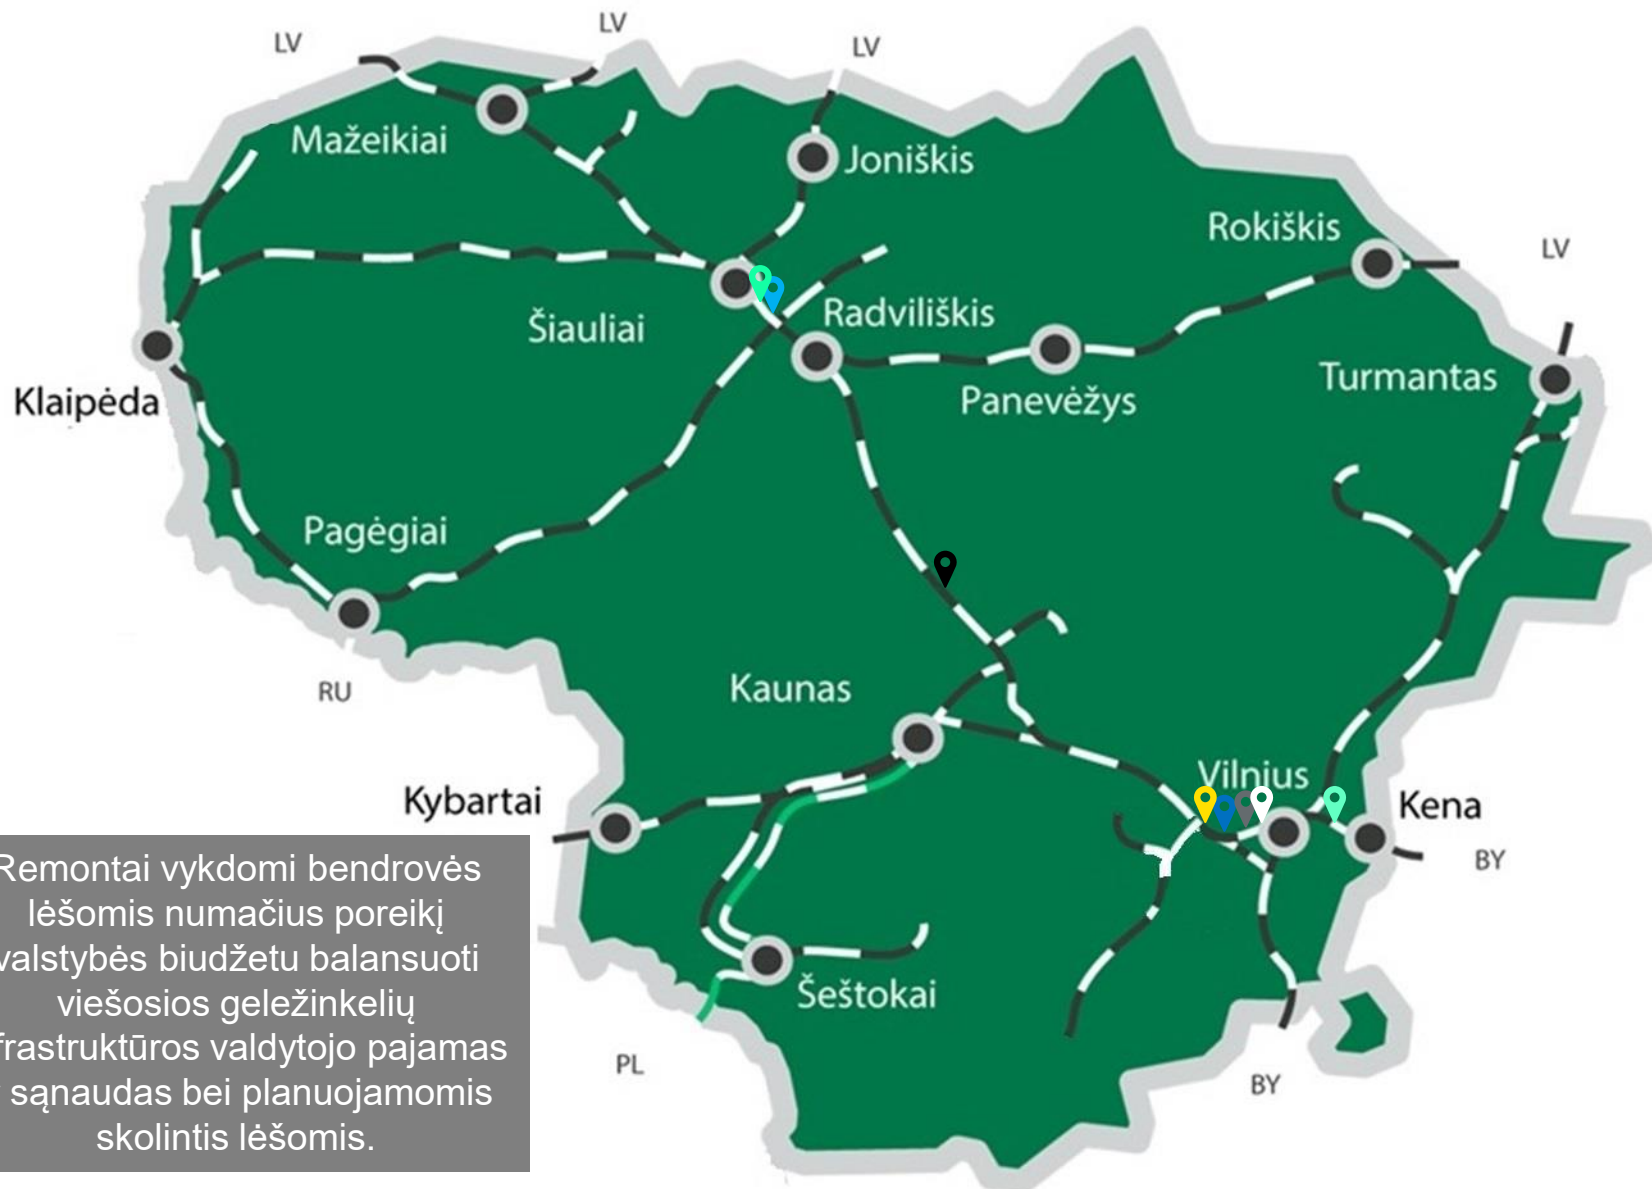 LV
LV
LV
Mažeikiai
Joniškis
Rokiškis
LV
Šiauliai
Radviliškis
Turmantas
Klaipėda
Panevėžys
Pagėgiai
RU
Kaunas
Vilnius
Kybartai
Kena
BY
Remontai vykdomi bendrovės
lėšomis numačius poreikį
valstybės biudžetu balansuoti
viešosios geležinkelių
frastruktūros valdytojo pajamas
sąnaudas bei planuojamomis
skolintis lėšomis.
Šeštokai
PL
BY